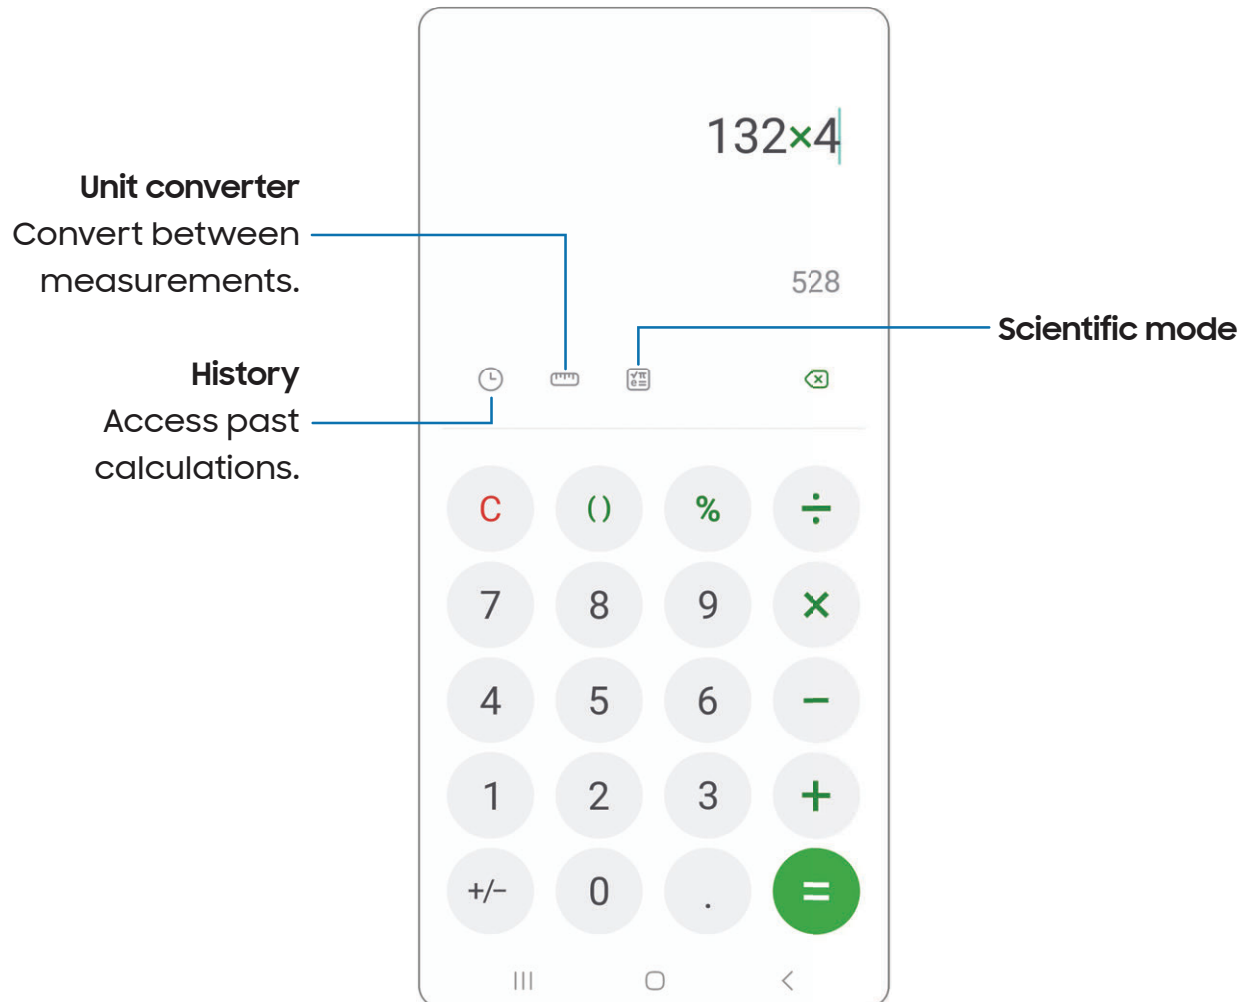 132×4
Unit converter
Convert between
measurements.
528
Scientific mode
History
Access past
calculations.
√π
e=
C ( ) % ÷
7 8 9 ×
4 5 6 −
1 2 3 +
+/− 0 . =